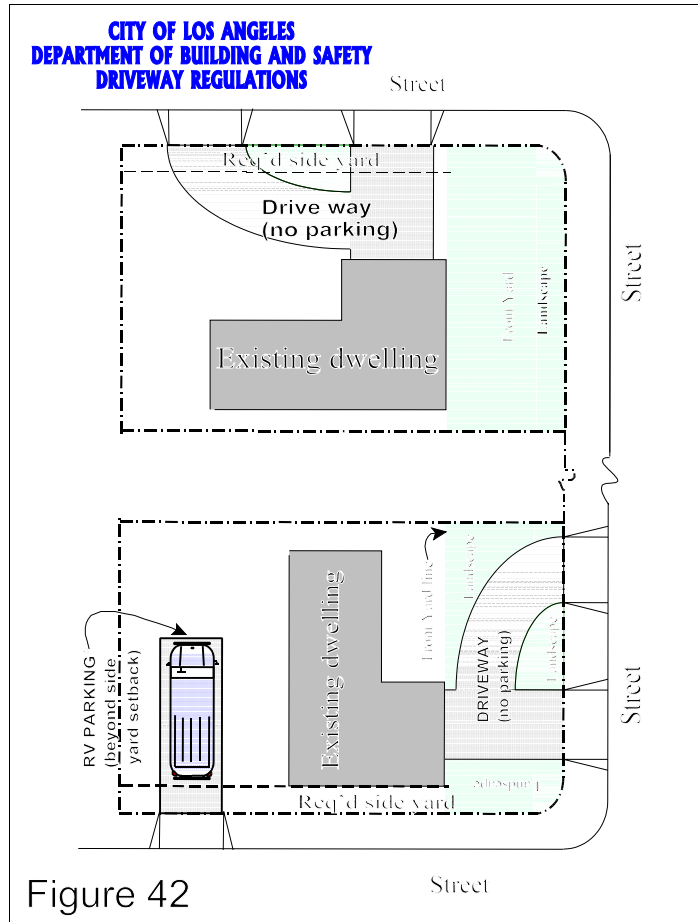 CITY OF LOS ANGELES
DEPARTMENT OF BUILDING AND SAFETY
DRIVEWAY REGULATIONS
Street
Req`d side yard
Drive way
(no parking)
Existing dwelling
Front Yard
Landscape
Street
Front Yard line
Landscape
Landscape
DRIVEWAY
(no parking)
Existing dwelling
RV PARKING
(beyond side
yard setback)
Street
Landscape
Req`d side yard
Street
Figure 42